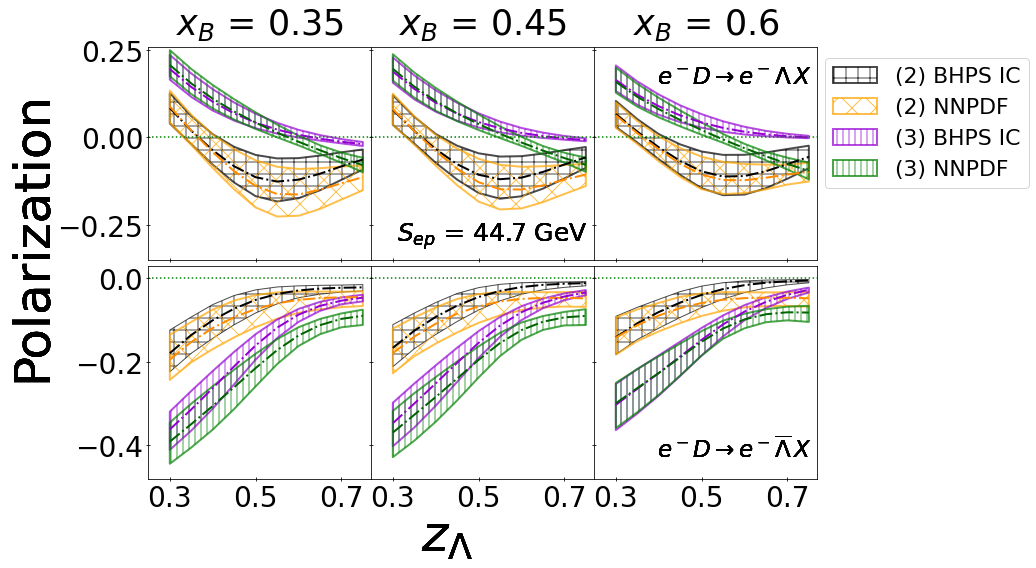 x_B = 0.35 x_B = 0.45 x_B = 0.6
Polarization
0.25
0.00
−0.25
e⁻D→e⁻ΛX
S_ep = 44.7 GeV
(2) BHPS IC
(2) NNPDF
(3) BHPS IC
(3) NNPDF
0.0
−0.2
−0.4
e⁻D→e⁻Λ̅X
0.3 0.5 0.7 0.3 0.5 0.7 0.3 0.5 0.7
z_Λ